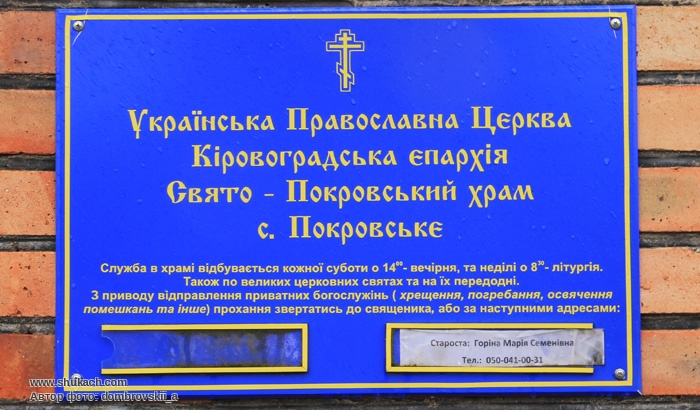 Українська Православна Церква
Кіровоградська єпархія
Свято - Покровський храм
с. Покровське
Служба в храмі відбувається кожної суботи о 14⁰⁰- вечірня, та неділі о 8³⁰- літургія.
Також по великих церковних святах та на їх передодні.
З приводу відправлення приватних богослужінь ( хрещення, погребання, освячення
помешкань та інше) прохання звертатись до священика, або за наступними адресами:
Староста: Горіна Марія Семенівна
Тел.: 050-041-00-31
www.shukach.com
Автор фото: dombrovskii_a